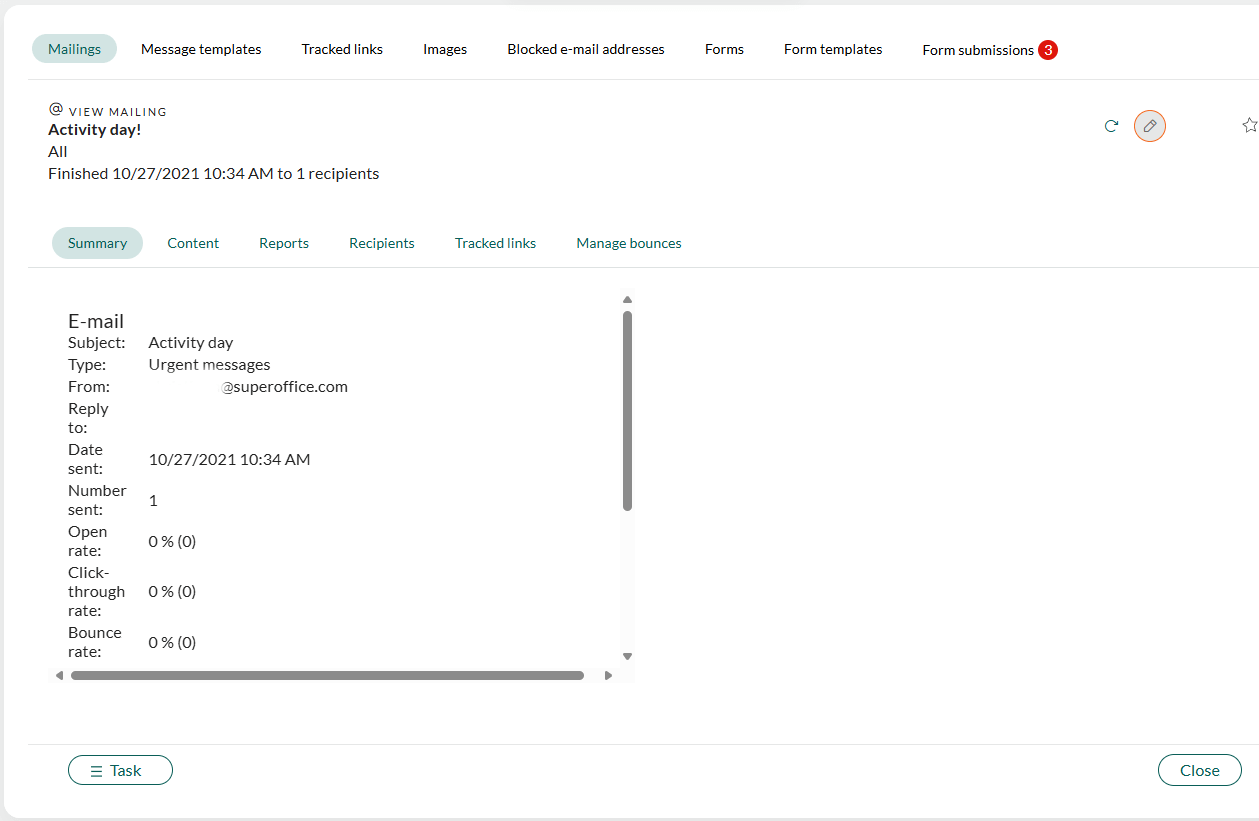 Mailings Message templates Tracked links Images Blocked e-mail addresses Forms Form templates Form submissions 3
@ VIEW MAILING
Activity day!
All
Finished 10/27/2021 10:34 AM to 1 recipients
Summary Content Reports Recipients Tracked links Manage bounces
E-mail
Subject: Activity day
Type: Urgent messages
From: @superoffice.com
Reply
to:
Date
sent: 10/27/2021 10:34 AM
Number
sent: 1
Open
rate: 0 % (0)
Click-
through 0 % (0)
rate:
Bounce
rate: 0 % (0)
Task
Close